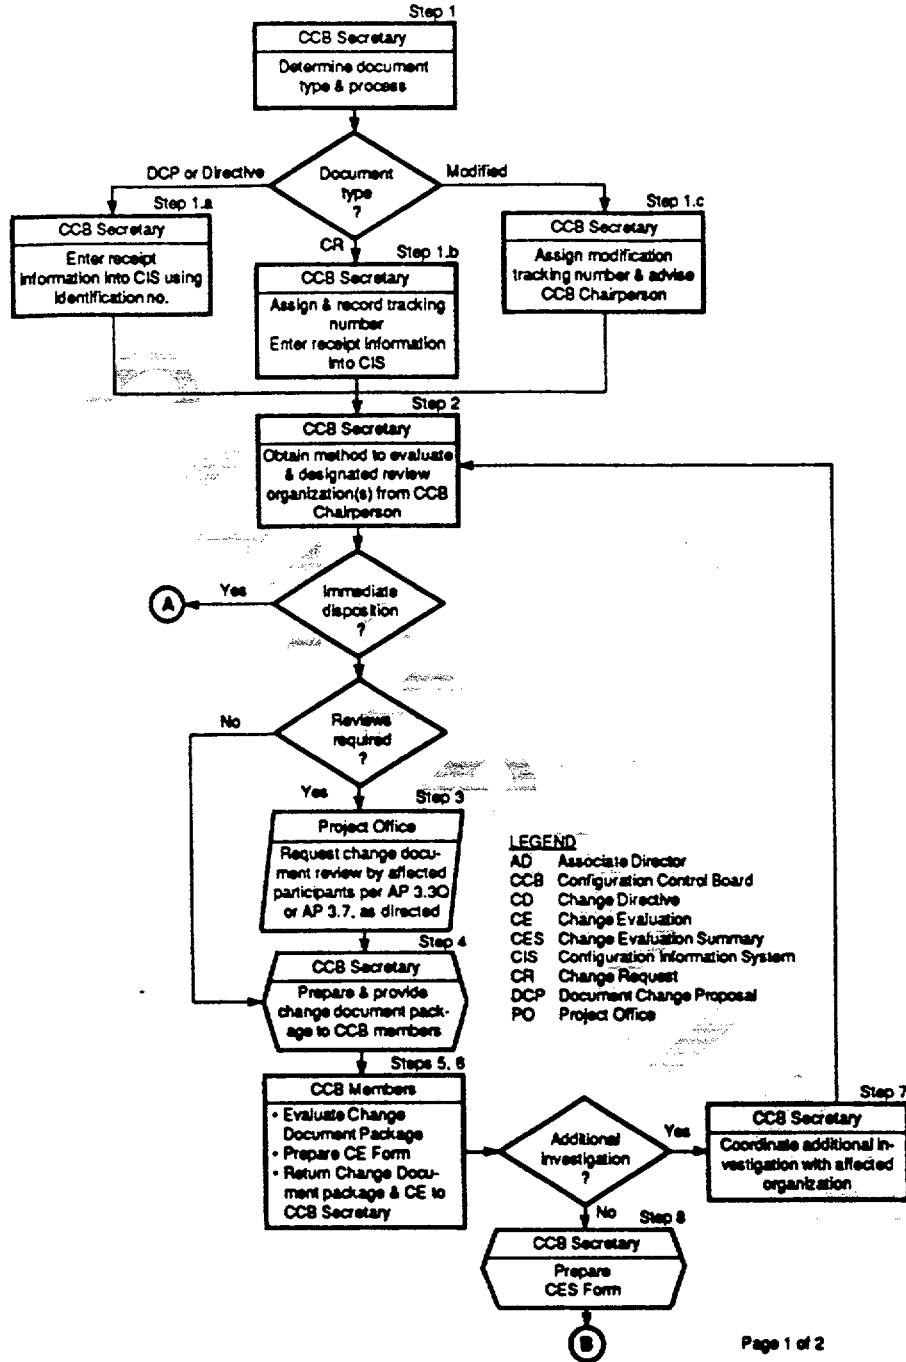 Step 1
CCB Secretary
Determine document
type & process
DCP or Directive
Document
type
?
Modified
Step 1.a
CCB Secretary
Enter receipt
information into CIS using
identification no.
CR
Step 1.b
CCB Secretary
Assign & record tracking
number
Enter receipt information
into CIS
Step 1.c
CCB Secretary
Assign modification
tracking number & advise
CCB Chairperson
Step 2
CCB Secretary
Obtain method to evaluate
& designated review
organization(s) from CCB
Chairperson
A
Yes
Immediate
disposition
?
No
Reviews
required
?
Yes
Step 3
Project Office
Request change docu-
ment review by affected
participants per AP 3.3Q
or AP 3.7, as directed
LEGEND
AD Associate Director
CCB Configuration Control Board
CD Change Directive
CE Change Evaluation
CES Change Evaluation Summary
CIS Configuration Information System
CR Change Request
DCP Document Change Proposal
PO Project Office
Step 4
CCB Secretary
Prepare & provide
change document pack-
age to CCB members
Steps 5, 6
CCB Members
• Evaluate Change
Document Package
• Prepare CE Form
• Return Change Docu-
ment package & CE to
CCB Secretary
Additional
investigation
?
Yes
Step 7
CCB Secretary
Coordinate additional in-
vestigation with affected
organization
No
Step 8
CCB Secretary
Prepare
CES Form
B
Page 1 of 2